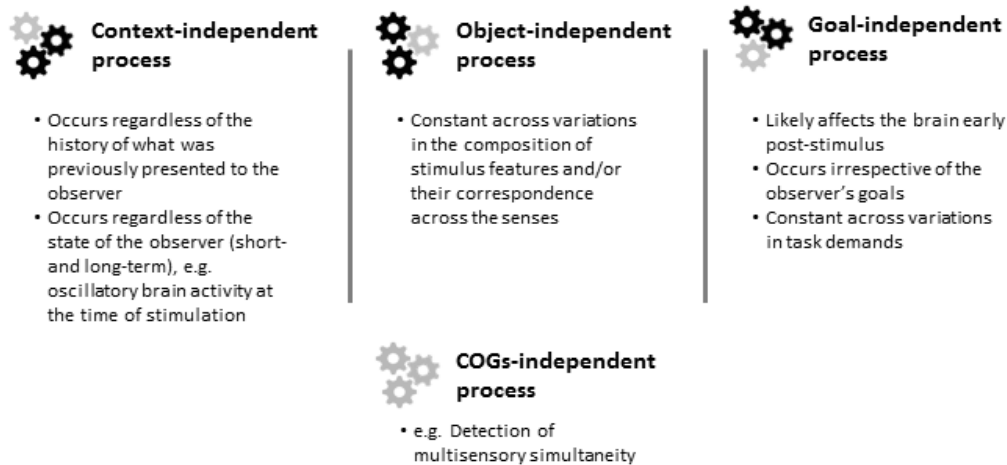 Context-independent
process
• Occurs regardless of the
history of what was
previously presented to the
observer
• Occurs regardless of the
state of the observer (short-
and long-term), e.g.
oscillatory brain activity at
the time of stimulation
Object-independent
process
• Constant across variations
in the composition of
stimulus features and/or
their correspondence
across the senses
Goal-independent
process
• Likely affects the brain early
post-stimulus
• Occurs irrespective of the
observer's goals
• Constant across variations
in task demands
COGs-independent
process
• e.g. Detection of
multisensory simultaneity